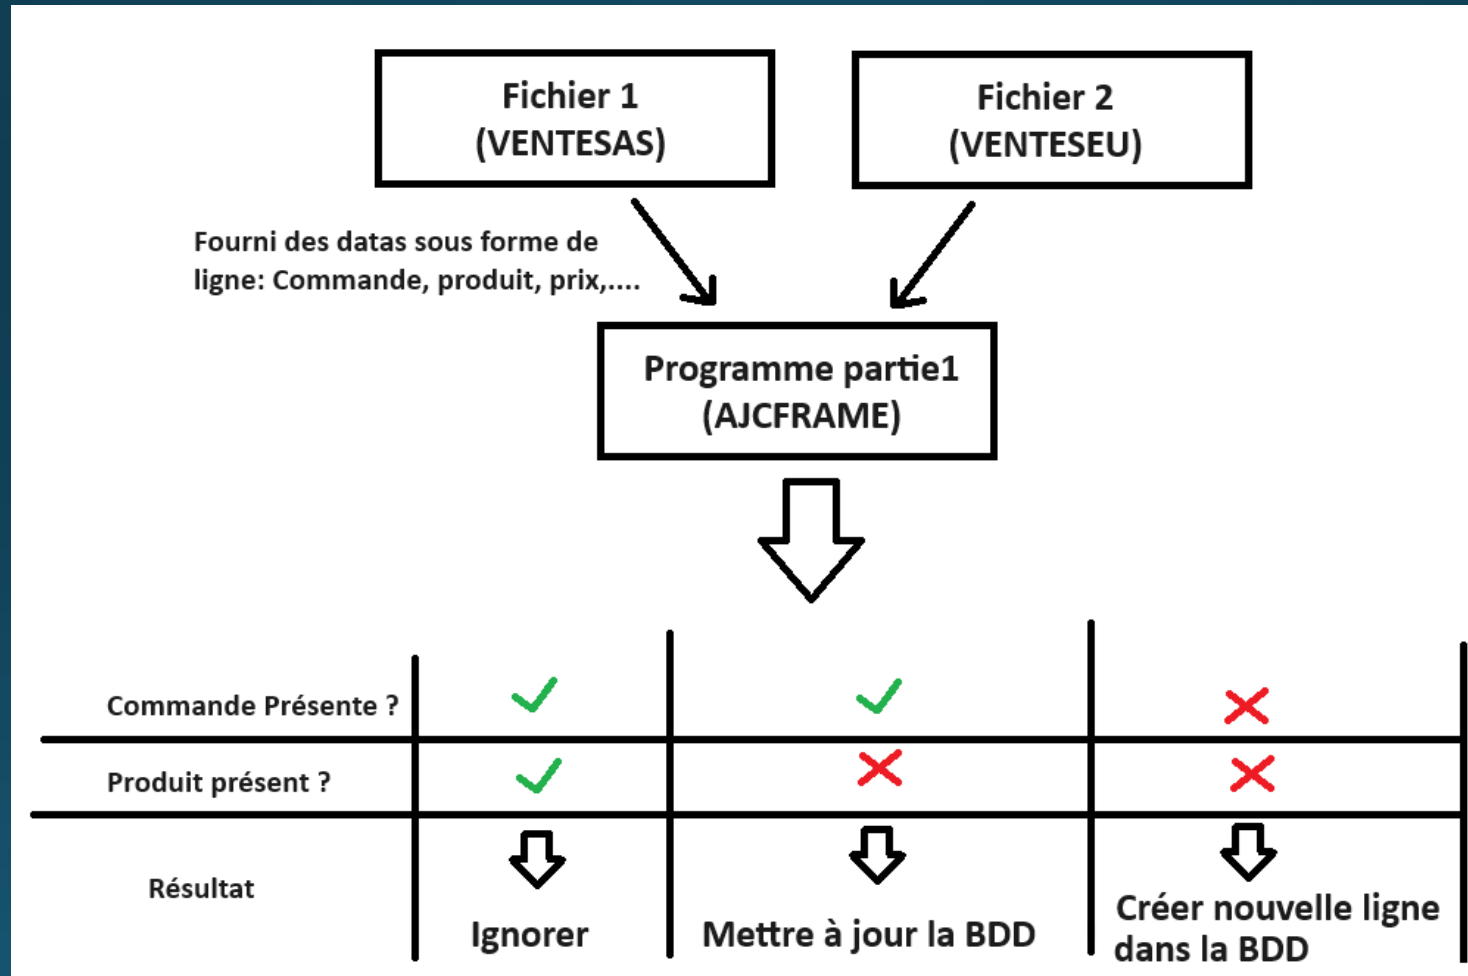 Fichier 1
(VENTESAS)
Fichier 2
(VENTESEU)
Fourni des datas sous forme de
ligne: Commande, produit, prix,....
Programme partie1
(AJCFRAME)
Commande Présente ?
Produit présent ?
Résultat
Ignorer
Mettre à jour la BDD
Créer nouvelle ligne
dans la BDD